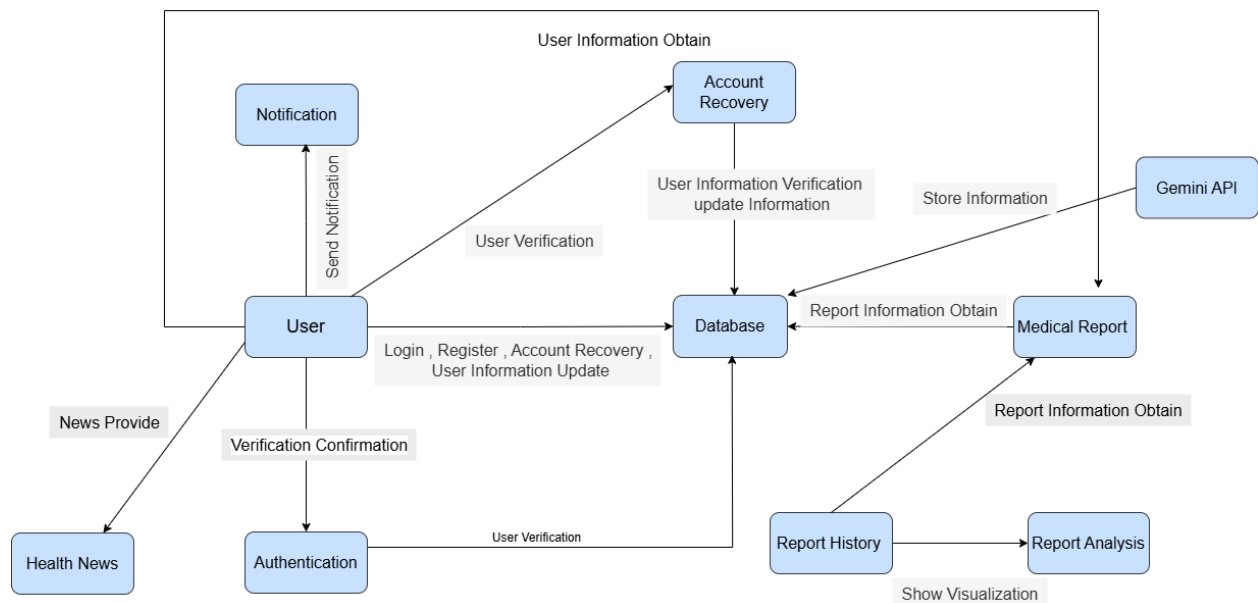 User Information Obtain
Account
Recovery
Notification
Send Notification
User Information Verification
update Information
Gemini API
Store Information
User Verification
User
Database
Report Information Obtain
Medical Report
Login , Register , Account Recovery ,
User Information Update
News Provide
Verification Confirmation
Report Information Obtain
Health News
Authentication
User Verification
Report History
Report Analysis
Show Visualization